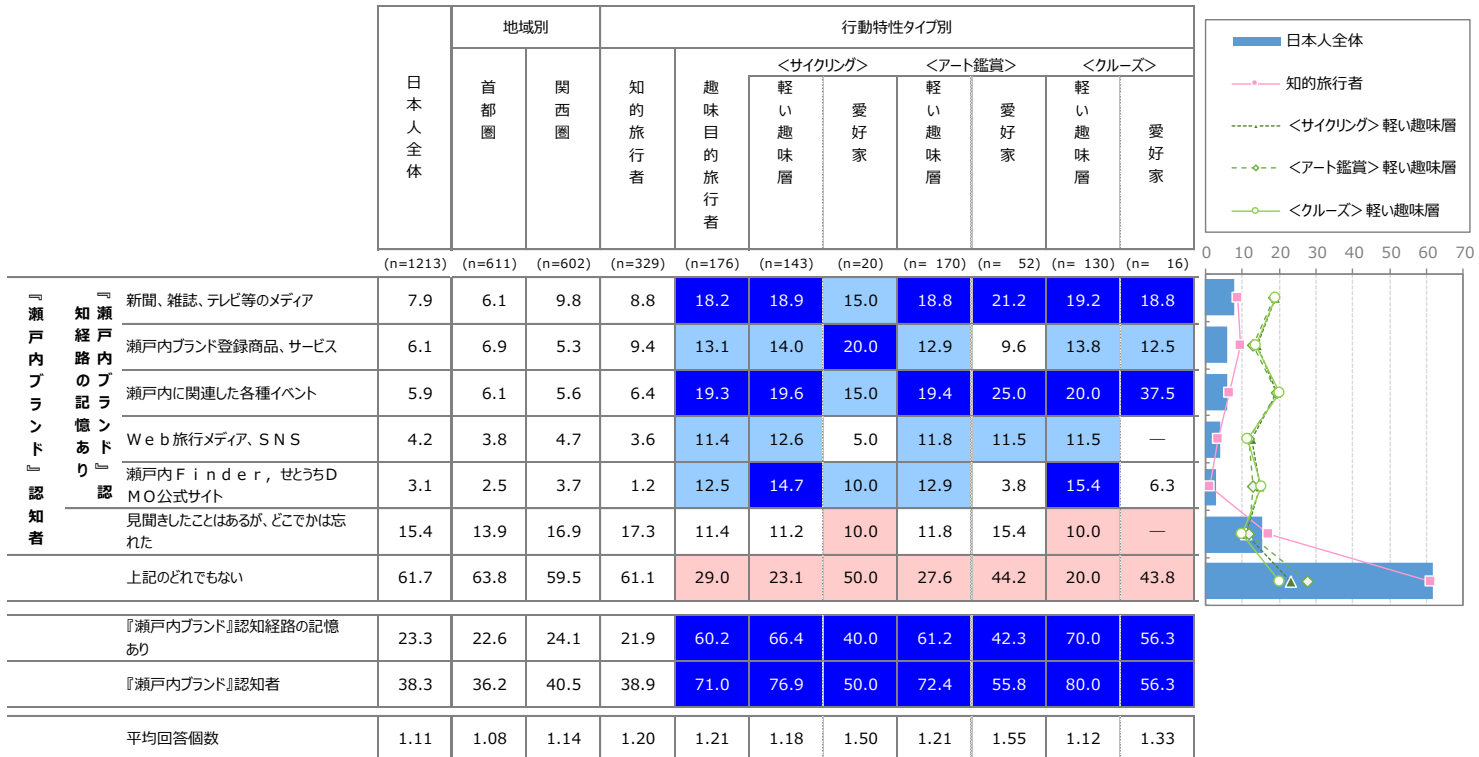 地域別
行動特性タイプ別
＜サイクリング＞
＜アート鑑賞＞
＜クルーズ＞
日本人全体
首都圏
関西圏
知的旅行者
趣味目的旅行者
軽い趣味層
愛好家
軽い趣味層
愛好家
軽い趣味層
愛好家
(n=1213) (n=611) (n=602) (n=329) (n=176) (n=143) (n=20) (n= 170) (n= 52) (n= 130) (n= 16)
日本人全体
知的旅行者
＜サイクリング＞ 軽い趣味層
＜アート鑑賞＞ 軽い趣味層
＜クルーズ＞ 軽い趣味層
0 10 20 30 40 50 60 70
『瀬戸内ブランド』認知者
『瀬戸内ブランド』認
知経路の記憶あり
新聞、雑誌、テレビ等のメディア 7.9 6.1 9.8 8.8 18.2 18.9 15.0 18.8 21.2 19.2 18.8
瀬戸内ブランド登録商品、サービス 6.1 6.9 5.3 9.4 13.1 14.0 20.0 12.9 9.6 13.8 12.5
瀬戸内に関連した各種イベント 5.9 6.1 5.6 6.4 19.3 19.6 15.0 19.4 25.0 20.0 37.5
Ｗｅｂ旅行メディア、ＳＮＳ 4.2 3.8 4.7 3.6 11.4 12.6 5.0 11.8 11.5 11.5 ―
瀬戸内Ｆｉｎｄｅｒ，せとうちＤ
ＭＯ公式サイト 3.1 2.5 3.7 1.2 12.5 14.7 10.0 12.9 3.8 15.4 6.3
見聞きしたことはあるが、どこでかは忘
れた 15.4 13.9 16.9 17.3 11.4 11.2 10.0 11.8 15.4 10.0 ―
上記のどれでもない 61.7 63.8 59.5 61.1 29.0 23.1 50.0 27.6 44.2 20.0 43.8
『瀬戸内ブランド』認知経路の記憶
あり 23.3 22.6 24.1 21.9 60.2 66.4 40.0 61.2 42.3 70.0 56.3
『瀬戸内ブランド』認知者 38.3 36.2 40.5 38.9 71.0 76.9 50.0 72.4 55.8 80.0 56.3
平均回答個数 1.11 1.08 1.14 1.20 1.21 1.18 1.50 1.21 1.55 1.12 1.33